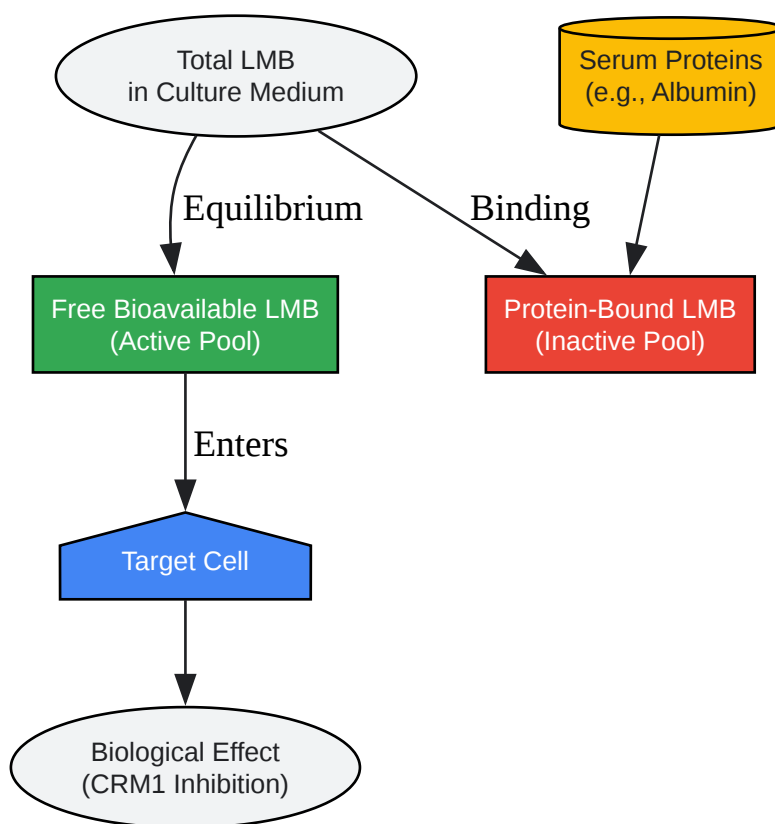 Total LMB
in Culture Medium
Serum Proteins
(e.g., Albumin)
Equilibrium
Binding
Free Bioavailable LMB
(Active Pool)
Protein-Bound LMB
(Inactive Pool)
Enters
Target Cell
Biological Effect
(CRM1 Inhibition)